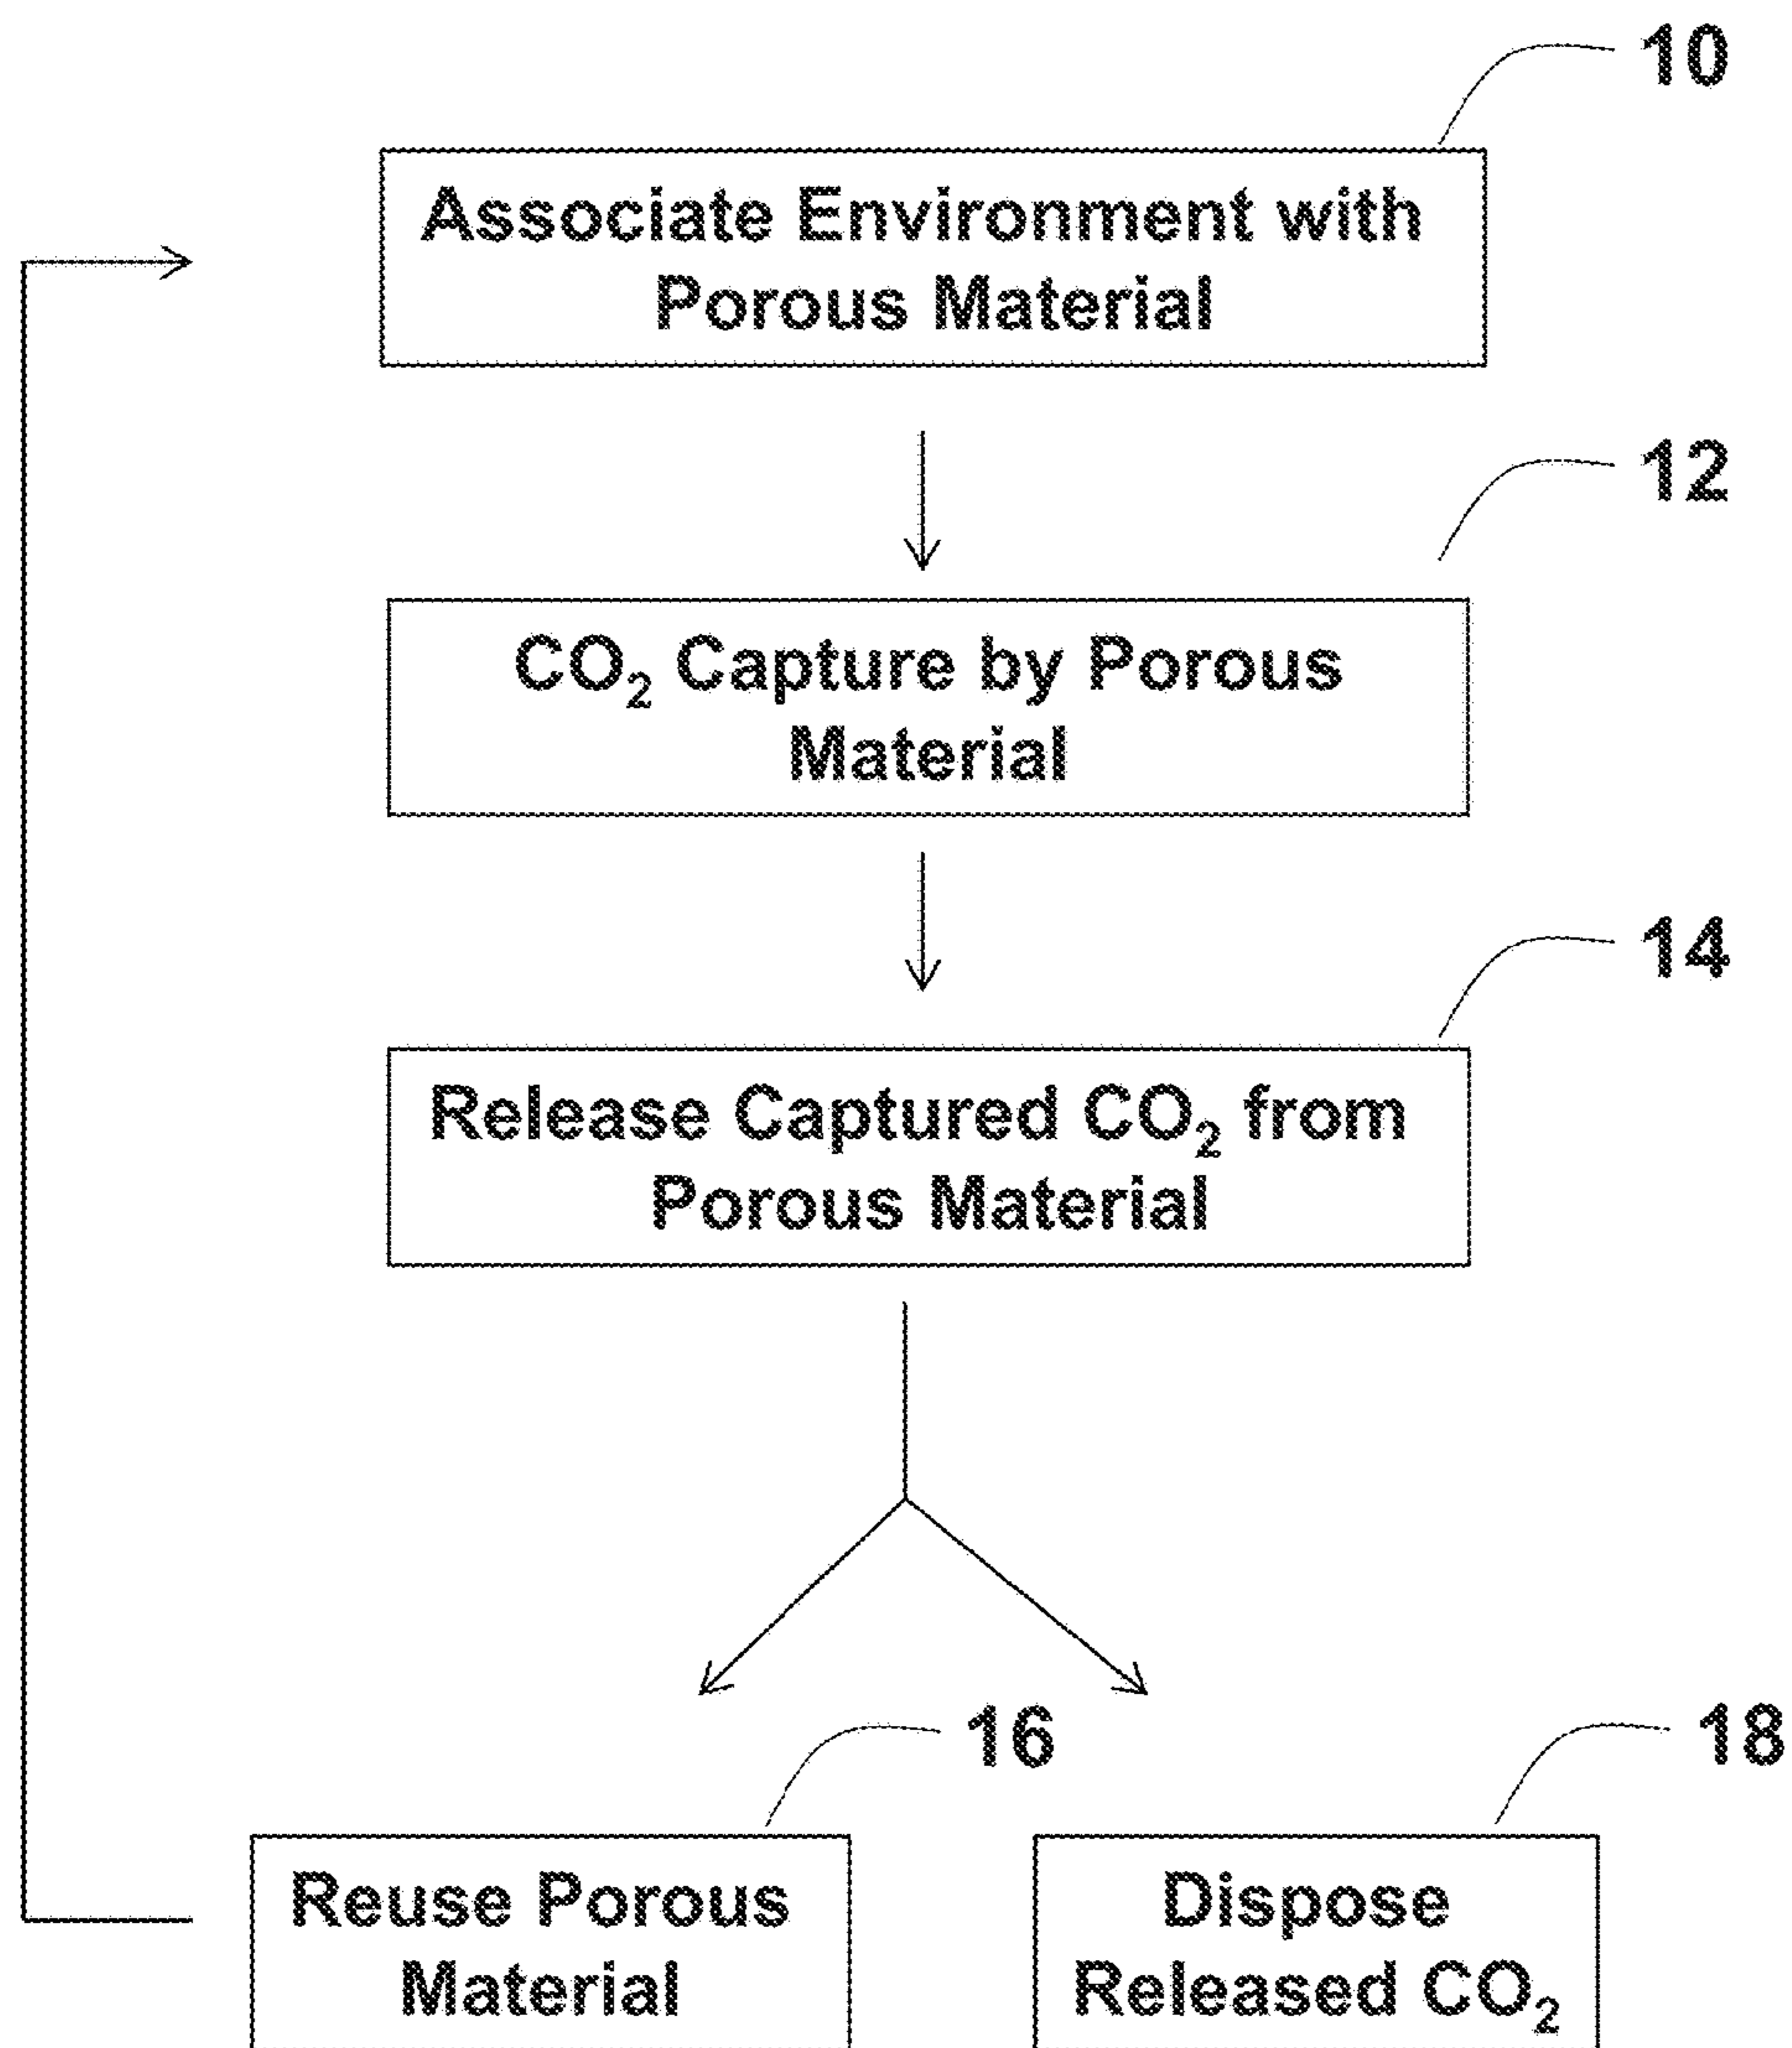 10
Associate Environment with
Porous Material
12
CO₂ Capture by Porous
Material
14
Release Captured CO₂ from
Porous Material
16
18
Reuse Porous
Material
Dispose
Released CO₂